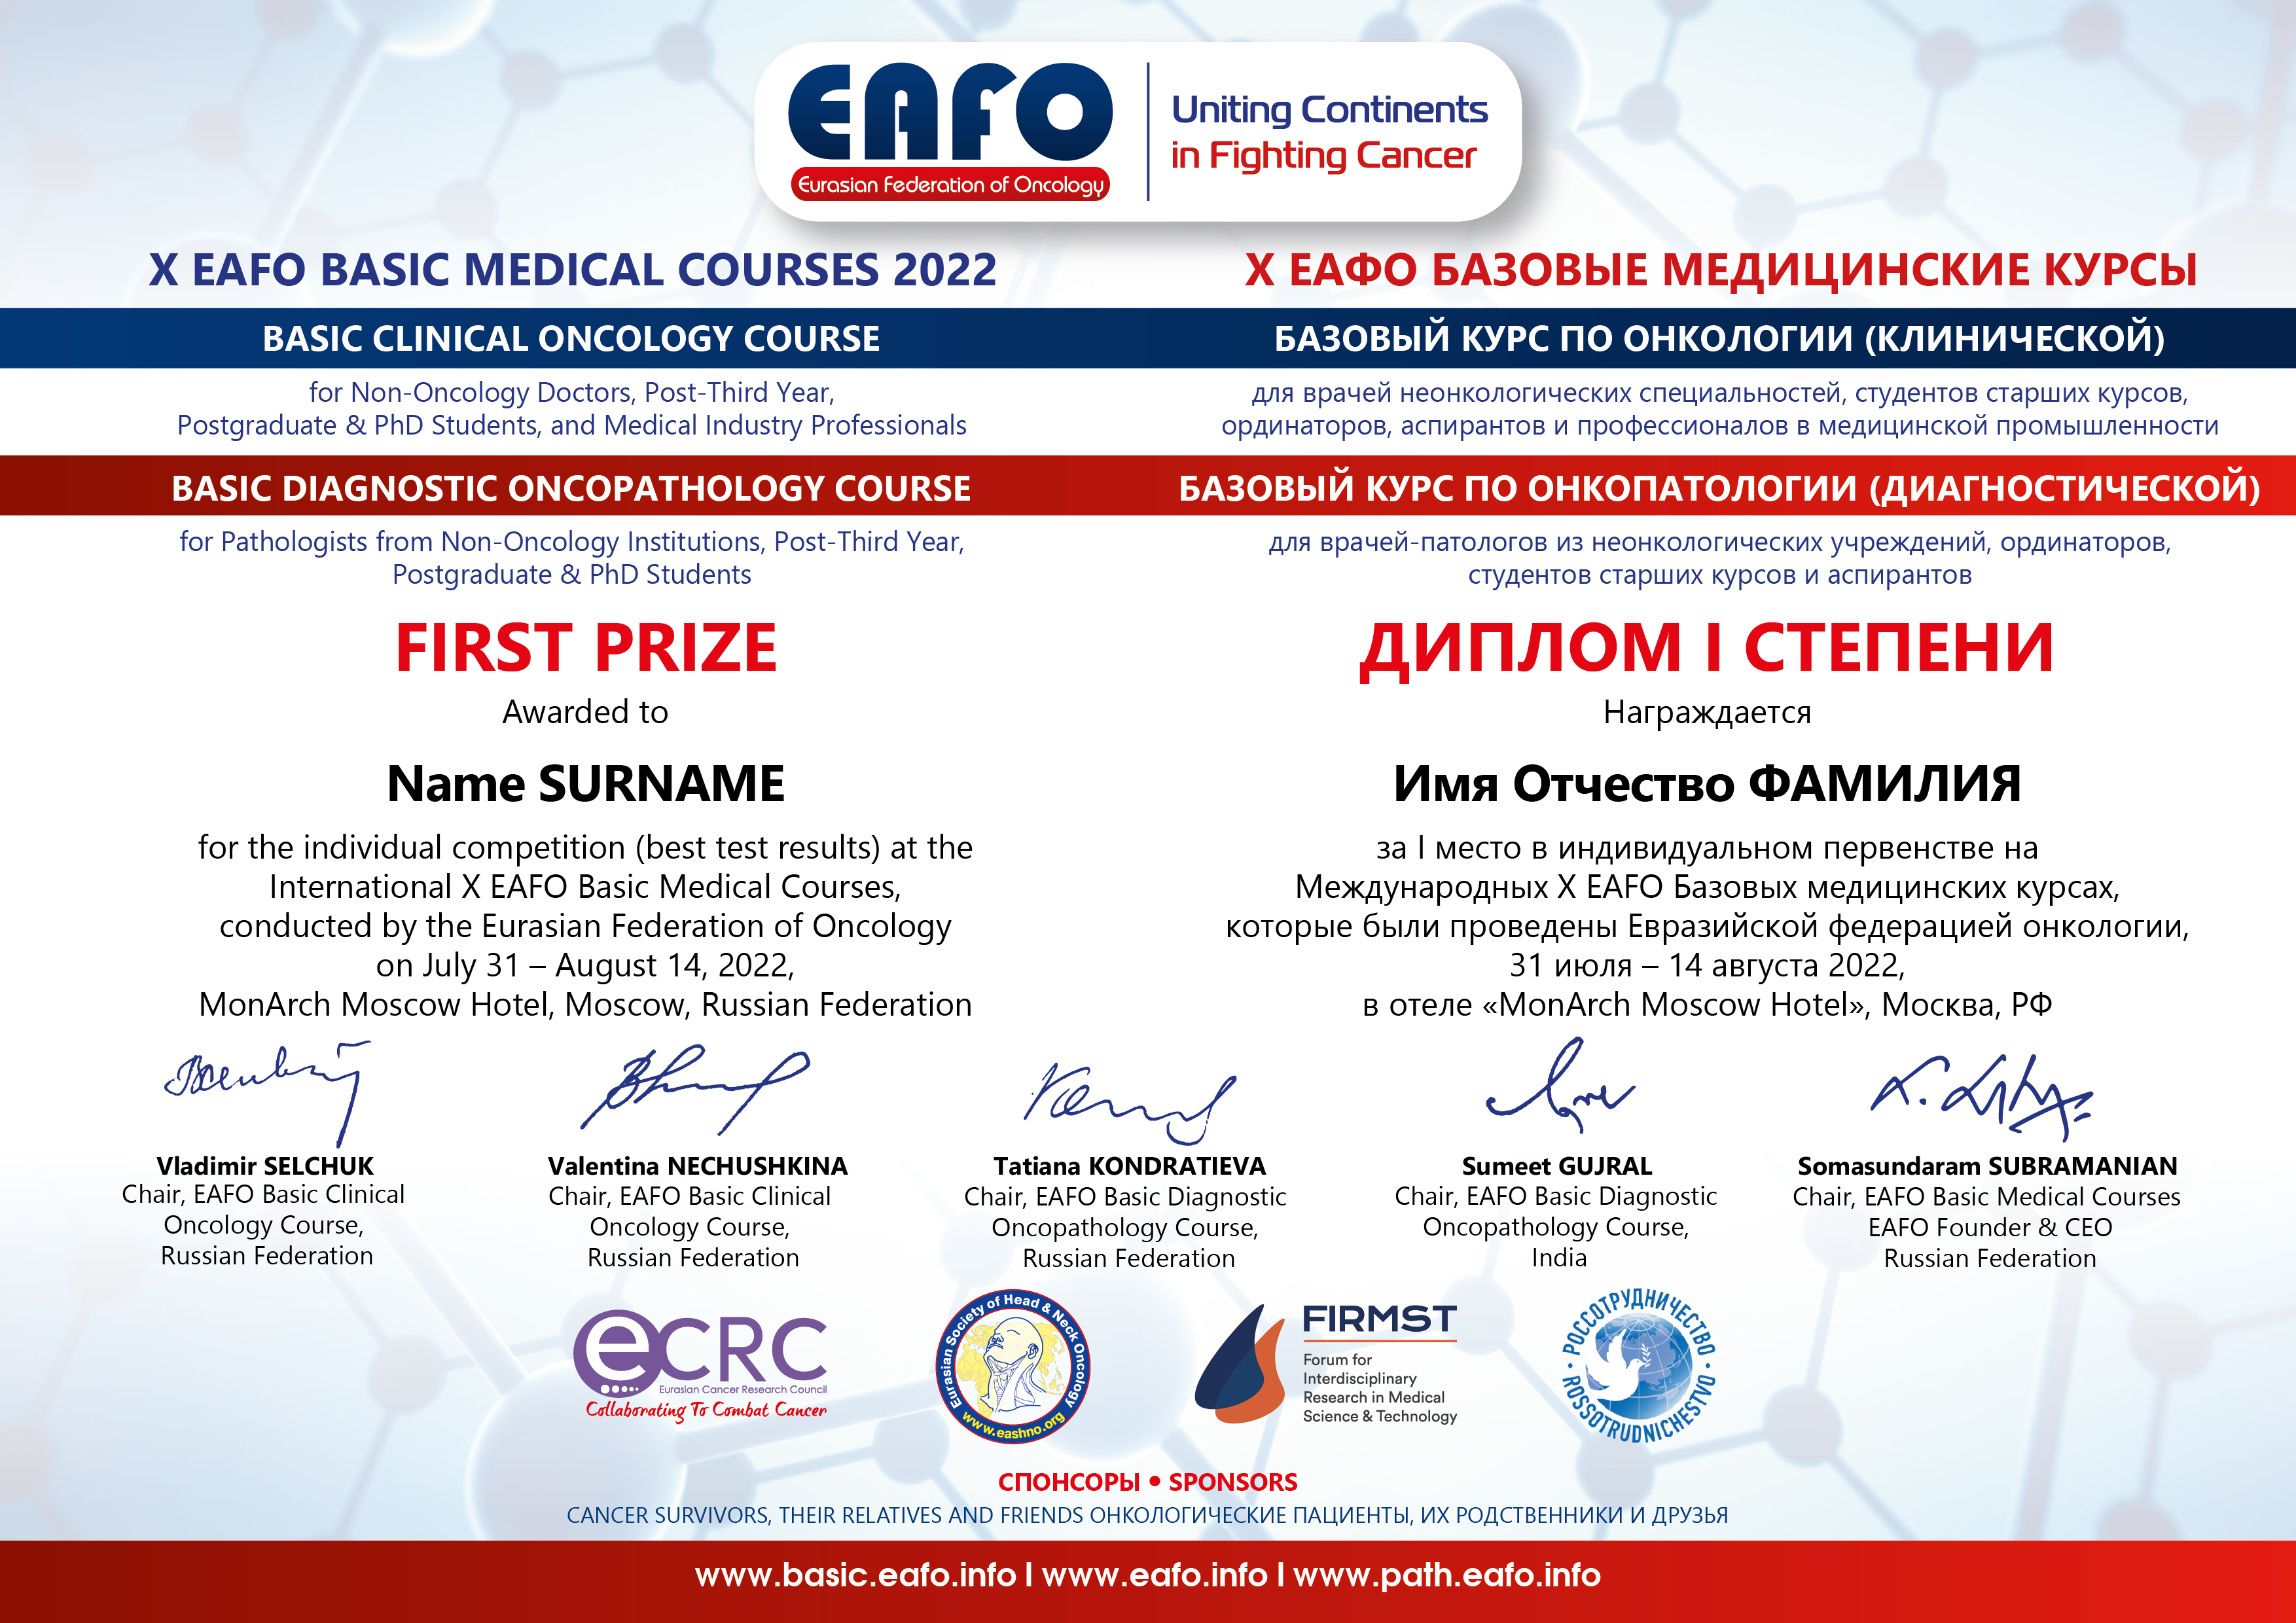 EAFO
Eurasian Federation of Oncology
Uniting Continents
in Fighting Cancer
X EAFO BASIC MEDICAL COURSES 2022
BASIC CLINICAL ONCOLOGY COURSE
for Non-Oncology Doctors, Post-Third Year,
Postgraduate & PhD Students, and Medical Industry Professionals
BASIC DIAGNOSTIC ONCOPATHOLOGY COURSE
for Pathologists from Non-Oncology Institutions, Post-Third Year,
Postgraduate & PhD Students
FIRST PRIZE
Awarded to
Name SURNAME
for the individual competition (best test results) at the
International X EAFO Basic Medical Courses,
conducted by the Eurasian Federation of Oncology
on July 31 – August 14, 2022,
MonArch Moscow Hotel, Moscow, Russian Federation
X ЕАФО БАЗОВЫЕ МЕДИЦИНСКИЕ КУРСЫ
БАЗОВЫЙ КУРС ПО ОНКОЛОГИИ (КЛИНИЧЕСКОЙ)
для врачей неонкологических специальностей, студентов старших курсов,
ординаторов, аспирантов и профессионалов в медицинской промышленности
БАЗОВЫЙ КУРС ПО ОНКОПАТОЛОГИИ (ДИАГНОСТИЧЕСКОЙ)
для врачей-патологов из неонкологических учреждений, ординаторов,
студентов старших курсов и аспирантов
ДИПЛОМ I СТЕПЕНИ
Награждается
Имя Отчество ФАМИЛИЯ
за I место в индивидуальном первенстве на
Международных X EAFO Базовых медицинских курсах,
которые были проведены Евразийской федерацией онкологии,
31 июля – 14 августа 2022,
в отеле «MonArch Moscow Hotel», Москва, РФ
Vladimir SELCHUK
Chair, EAFO Basic Clinical
Oncology Course,
Russian Federation
Valentina NECHUSHKINA
Chair, EAFO Basic Clinical
Oncology Course,
Russian Federation
Tatiana KONDRATIEVA
Chair, EAFO Basic Diagnostic
Oncopathology Course,
Russian Federation
Sumeet GUJRAL
Chair, EAFO Basic Diagnostic
Oncopathology Course,
India
Somasundaram SUBRAMANIAN
Chair, EAFO Basic Medical Courses
EAFO Founder & CEO
Russian Federation
eCRC
Eurasian Cancer Research Council
Collaborating To Combat Cancer
Eurasian Society of Head & Neck Oncology
www.eashno.org
FIRMST
Forum for
Interdisciplinary
Research in Medical
Science & Technology
РОССОТРУДНИЧЕСТВО
ROSSOTRUDNICHESTVO
СПОНСОРЫ • SPONSORS
CANCER SURVIVORS, THEIR RELATIVES AND FRIENDS ОНКОЛОГИЧЕСКИЕ ПАЦИЕНТЫ, ИХ РОДСТВЕННИКИ И ДРУЗЬЯ
www.basic.eafo.info | www.eafo.info | www.path.eafo.info